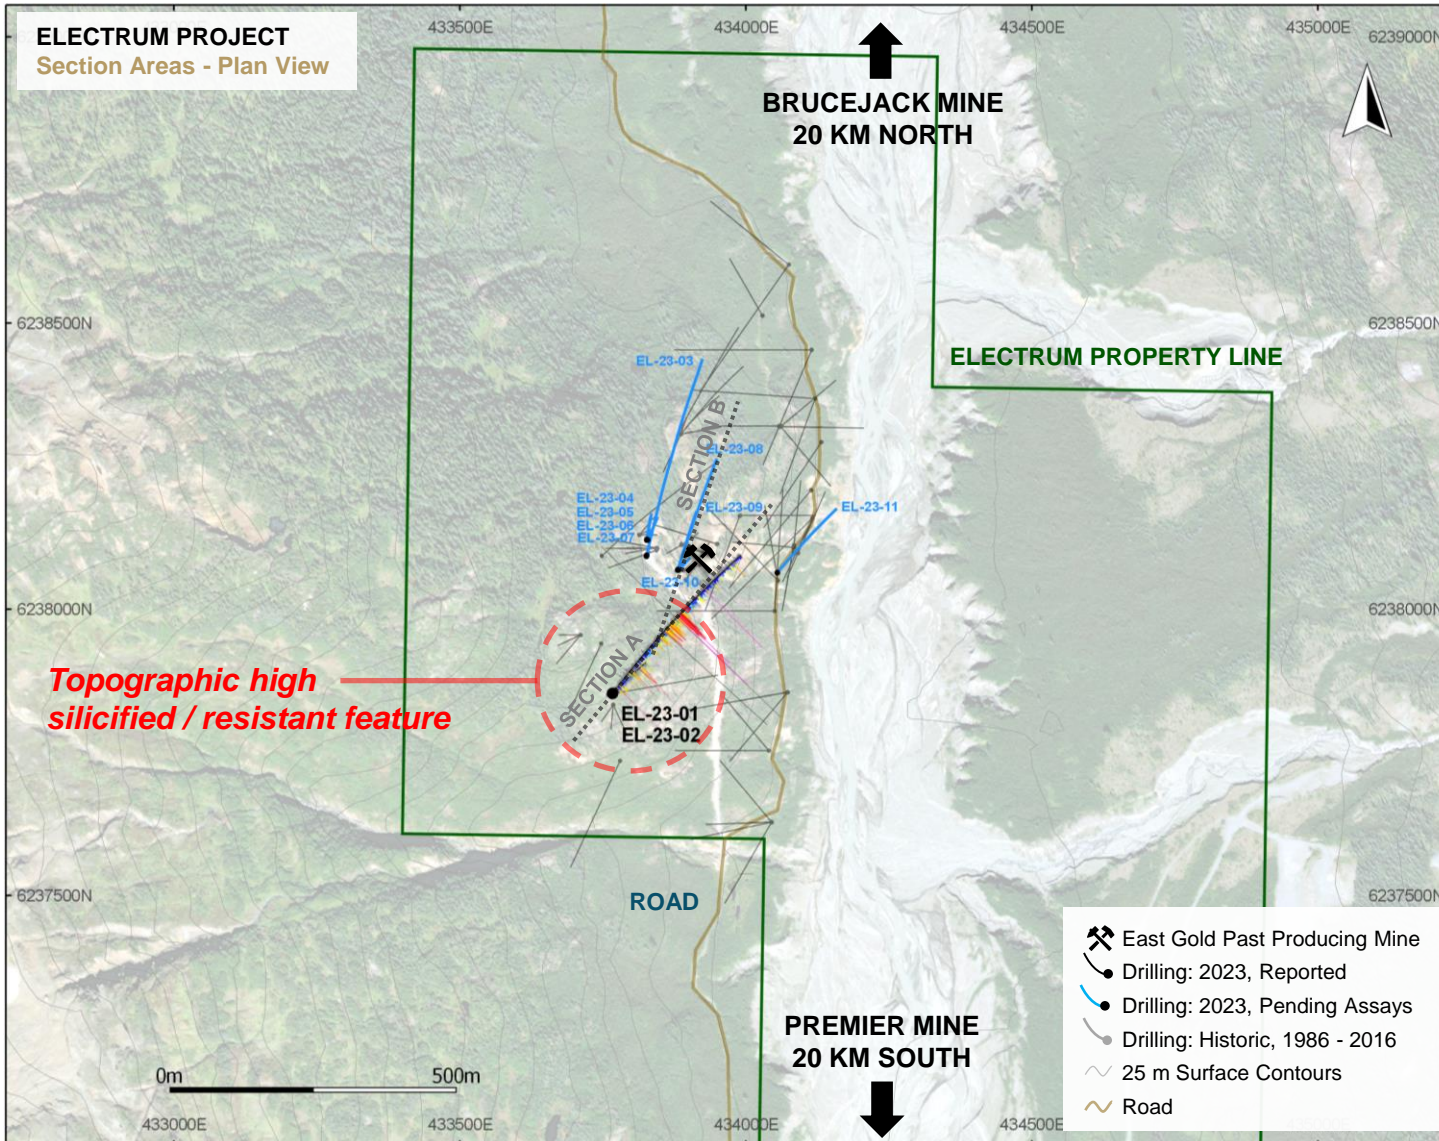 433000E 433500E 434000E 434500E 435000E
ELECTRUM PROJECT
Section Areas - Plan View
6239000N
BRUCEJACK MINE
20 KM NORTH
6238500N
6238500N
ELECTRUM PROPERTY LINE
EL-23-03
SECTION B
EL-23-08
EL-23-04
EL-23-05
EL-23-06
EL-23-07
EL-23-09
EL-23-11
EL-23-10
6238000N
6238000N
SECTION A
Topographic high
silicified / resistant feature
EL-23-01
EL-23-02
6237500N
6237500N
ROAD
East Gold Past Producing Mine
Drilling: 2023, Reported
Drilling: 2023, Pending Assays
Drilling: Historic, 1986 - 2016
25 m Surface Contours
Road
PREMIER MINE
20 KM SOUTH
0m 500m
433000E 433500E 434000E 434500E 435000E